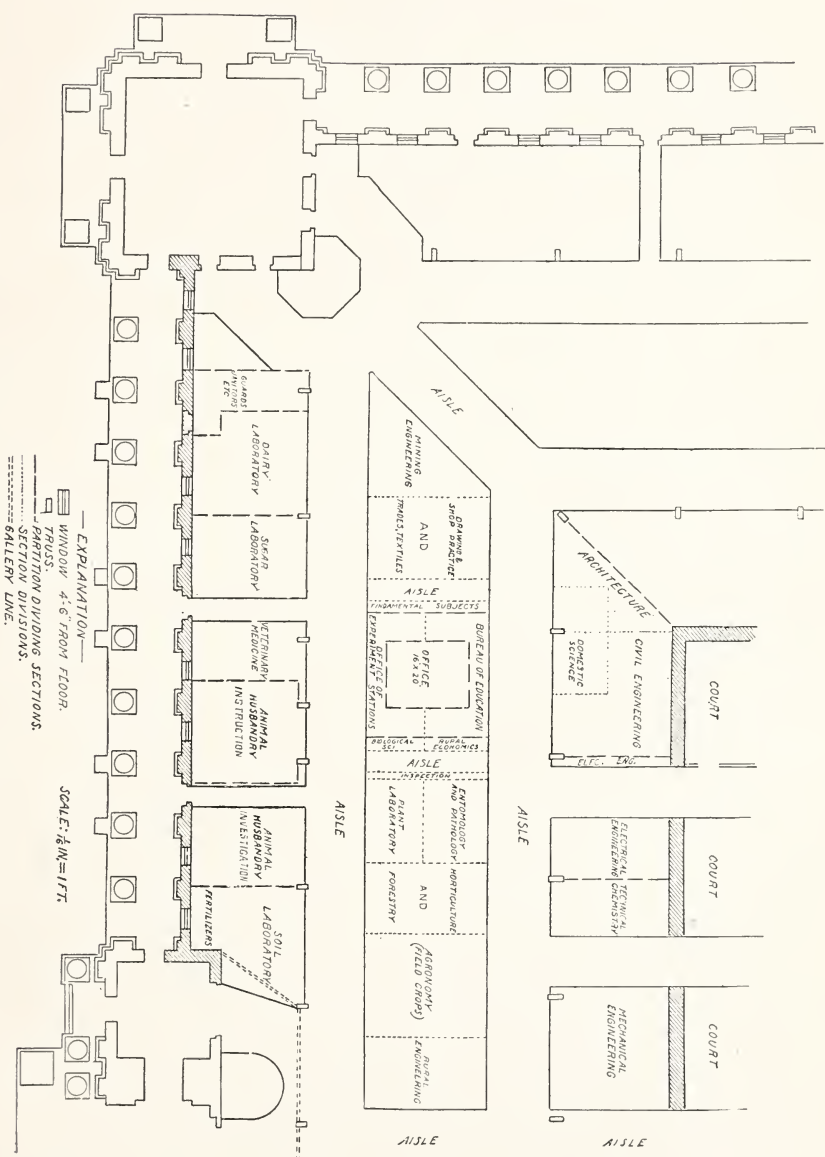 AISLE
MINING
ENGINEERING
DRAWING &
SHOP PRACTICE
AND
TRADES, TEXTILES
AISLE
FUNDAMENTAL SUBJECTS
BUREAU OF EDUCATION
OFFICE
16 X 20
OFFICE OF
EXPERIMENT STATIONS
BIOLOGICAL
SCI
RURAL
ECONOMICS
AISLE
INSPECTION
ENTOMOLOGY
AND PATHOLOGY
PLANT
LABORATORY
HORTICULTURE
AND
FORESTRY
AGRONOMY
(FIELD CROPS)
RURAL
ENGINEERING
AISLE
GUARDS
JANITORS
ETC
DAIRY
LABORATORY
SUGAR
LABORATORY
VETERINARY
MEDICINE
ANIMAL
HUSBANDRY
INSTRUCTION
ANIMAL
HUSBANDRY
INVESTIGATION
FERTILIZERS
SOIL
LABORATORY
AISLE
ARCHITECTURE
DOMESTIC
SCIENCE
CIVIL ENGINEERING
ELEC. ENG.
COURT
AISLE
ELECTRICAL
ENGINEERING
TECHNICAL
CHEMISTRY
COURT
MECHANICAL
ENGINEERING
COURT
AISLE
EXPLANATION
WINDOW 4'-6" FROM FLOOR.
TRUSS.
PARTITION DIVIDING SECTIONS.
SECTION DIVISIONS.
GALLERY LINE.
SCALE: 1/16 IN. = 1 FT.